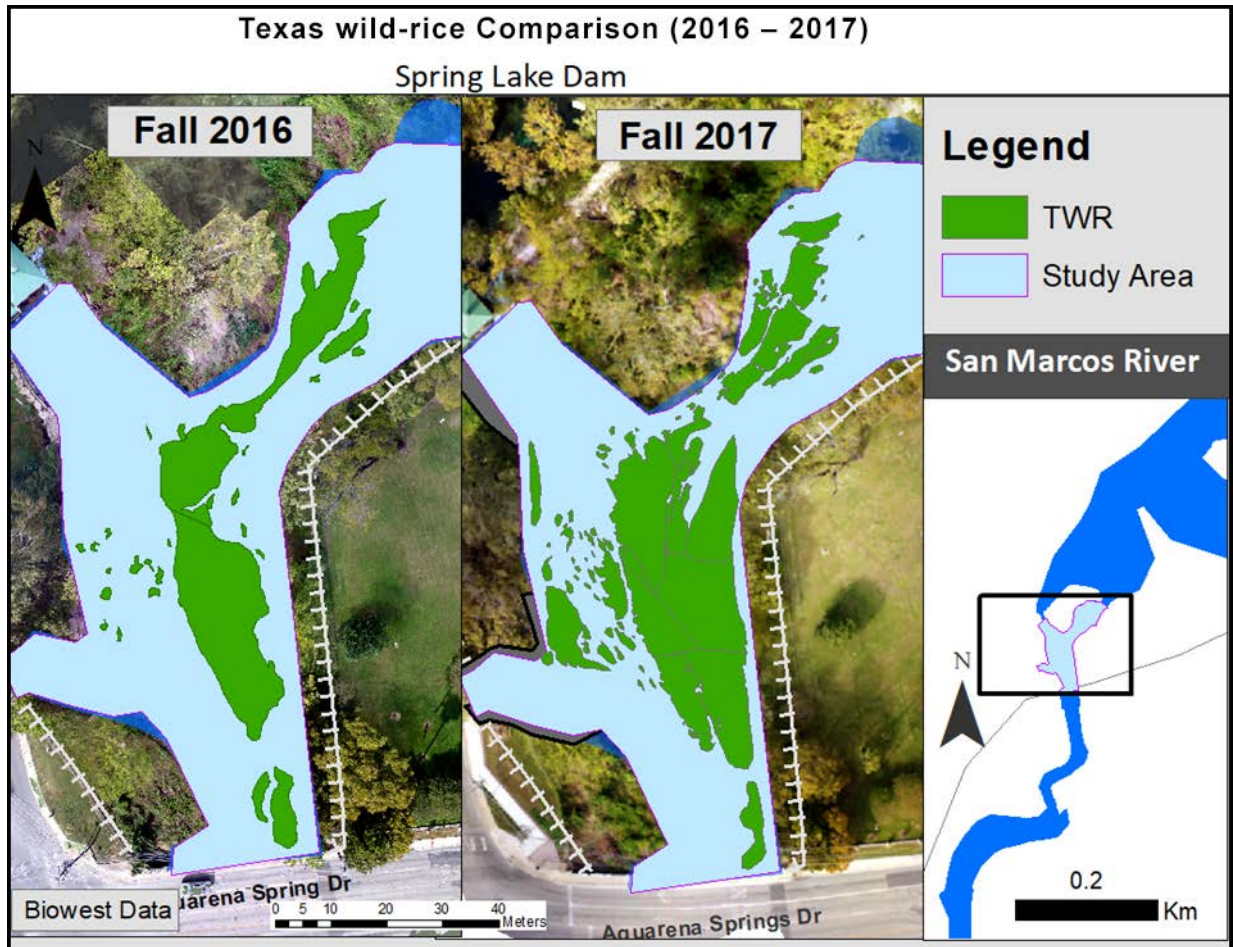 Texas wild-rice Comparison (2016 – 2017)
Spring Lake Dam
Fall 2016
Fall 2017
N
Legend
TWR
Study Area
San Marcos River
N
0.2
Km
Biowest Data
uarena Spring Dr
0 5 10 20 30 40
Meters
Aquarena Springs Dr